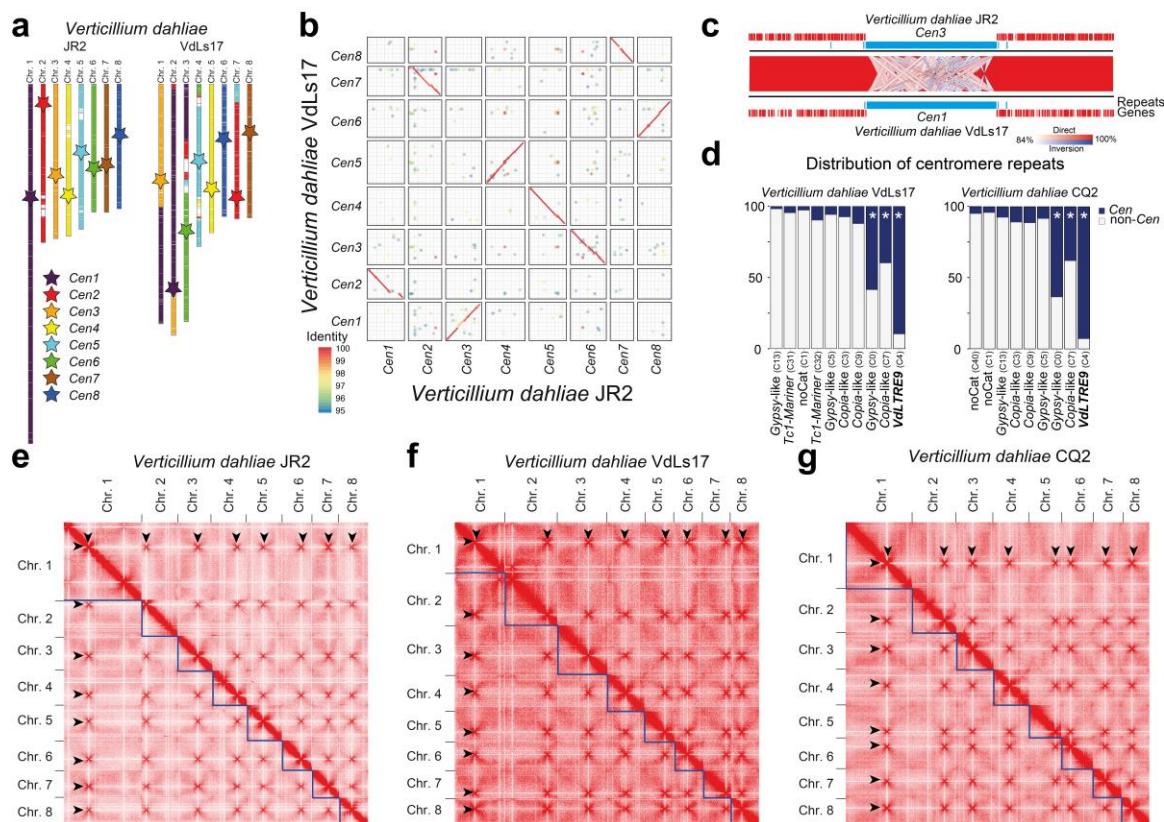 a
Verticillium dahliae
JR2
VdLs17
Chr. 1
Chr. 2
Chr. 3
Chr. 4
Chr. 5
Chr. 6
Chr. 7
Chr. 8
Chr. 1
Chr. 2
Chr. 3
Chr. 4
Chr. 5
Chr. 6
Chr. 7
Chr. 8
Cen1
Cen2
Cen3
Cen4
Cen5
Cen6
Cen7
Cen8
b
Verticillium dahliae VdLs17
Cen8
Cen7
Cen6
Cen5
Cen4
Cen3
Cen2
Cen1
Identity
100
99
98
97
96
95
Cen1
Cen2
Cen3
Cen4
Cen5
Cen6
Cen7
Cen8
Verticillium dahliae JR2
c
Verticillium dahliae JR2
Cen3
Repeats
Genes
Cen1
Verticillium dahliae VdLs17
Direct
84%
100%
Inversion
d
Distribution of centromere repeats
Verticillium dahliae VdLs17
100
50
0
* * *
Gypsy-like (C13)
Tc1-Mariner (C31)
noCat (C1)
Tc1-Mariner (C32)
Gypsy-like (C5)
Copia-like (C3)
Copia-like (C9)
Gypsy-like (C0)
Copia-like (C7)
VdLTRE9 (C4)
Verticillium dahliae CQ2
100
50
0
* * *
Cen
non-Cen
noCat (C40)
noCat (C1)
Gypsy-like (C13)
Copia-like (C3)
Copia-like (C9)
Gypsy-like (C5)
Gypsy-like (C0)
Copia-like (C7)
VdLTRE9 (C4)
e
Verticillium dahliae JR2
Chr. 1
Chr. 2
Chr. 3
Chr. 4
Chr. 5
Chr. 6
Chr. 7
Chr. 8
Chr. 1
Chr. 2
Chr. 3
Chr. 4
Chr. 5
Chr. 6
Chr. 7
Chr. 8
f
Verticillium dahliae VdLs17
Chr. 1
Chr. 2
Chr. 3
Chr. 4
Chr. 5
Chr. 6
Chr. 7
Chr. 8
Chr. 1
Chr. 2
Chr. 3
Chr. 4
Chr. 5
Chr. 6
Chr. 7
Chr. 8
g
Verticillium dahliae CQ2
Chr. 1
Chr. 2
Chr. 3
Chr. 4
Chr. 5
Chr. 6
Chr. 7
Chr. 8
Chr. 1
Chr. 2
Chr. 3
Chr. 4
Chr. 5
Chr. 6
Chr. 7
Chr. 8